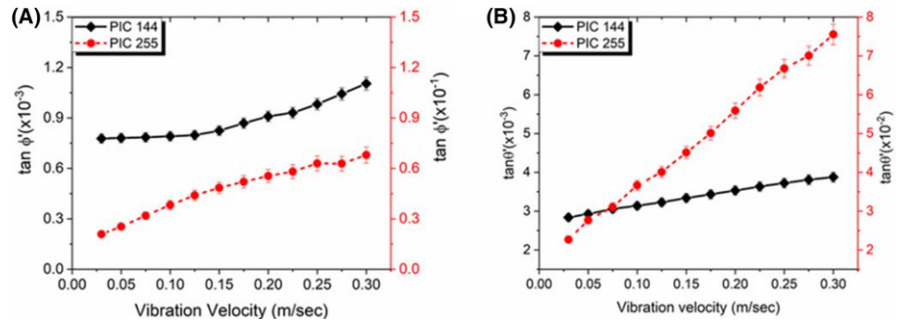 (A)
PIC 144
PIC 255
1.5
1.2
0.9
0.6
0.3
0.0
tan ϕ'(x10⁻³)
1.5
1.2
0.9
0.6
0.3
0.0
tan ϕ'(x10⁻¹)
0.00 0.05 0.10 0.15 0.20 0.25 0.30
Vibration Velocity (m/sec)
(B)
PIC 144
PIC 255
8
7
6
5
4
3
2
tanθ'(x10⁻³)
8
7
6
5
4
3
2
tanθ'(x10⁻²)
0.00 0.05 0.10 0.15 0.20 0.25 0.30
Vibration velocity (m/sec)